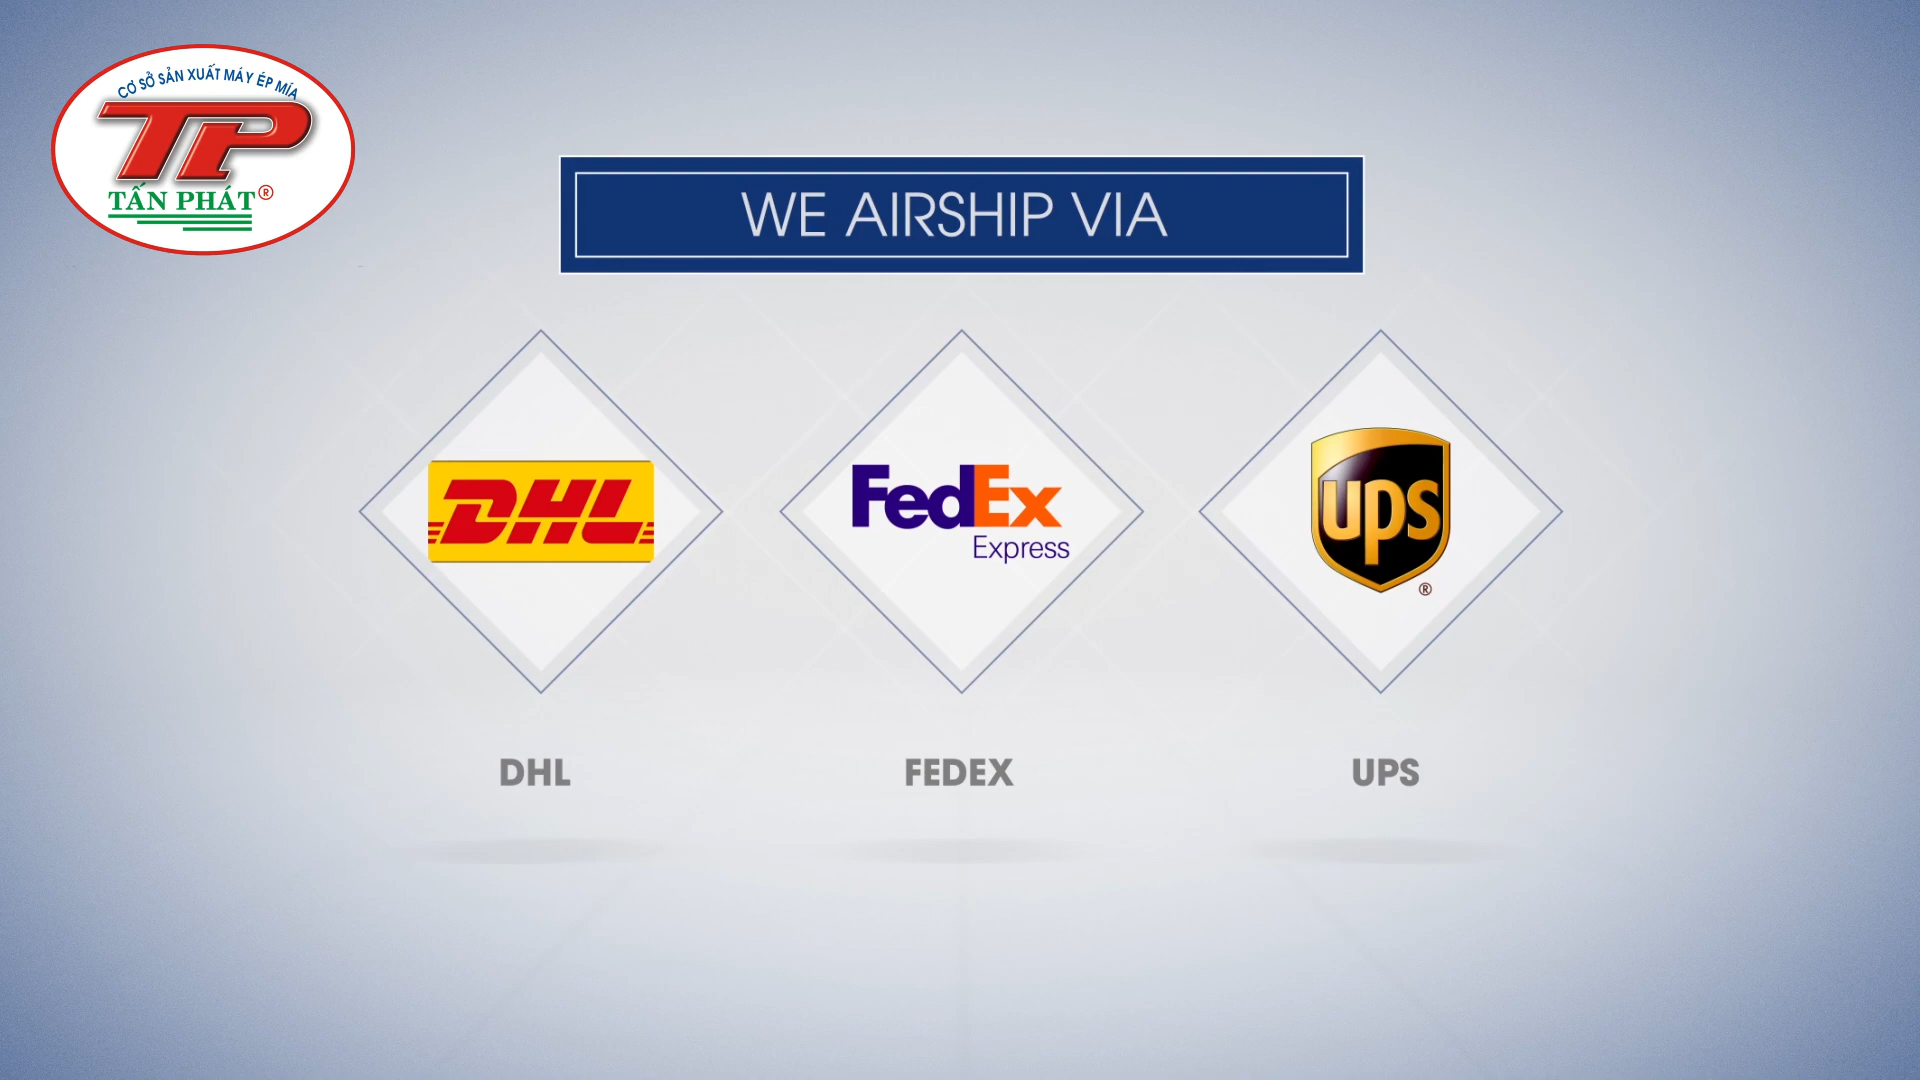 CƠ SỞ SẢN XUẤT MÁY ÉP MÍA
TP
TẤN PHÁT®
WE AIRSHIP VIA
DHL
FedEx
Express
ups
®
DHL
FEDEX
UPS